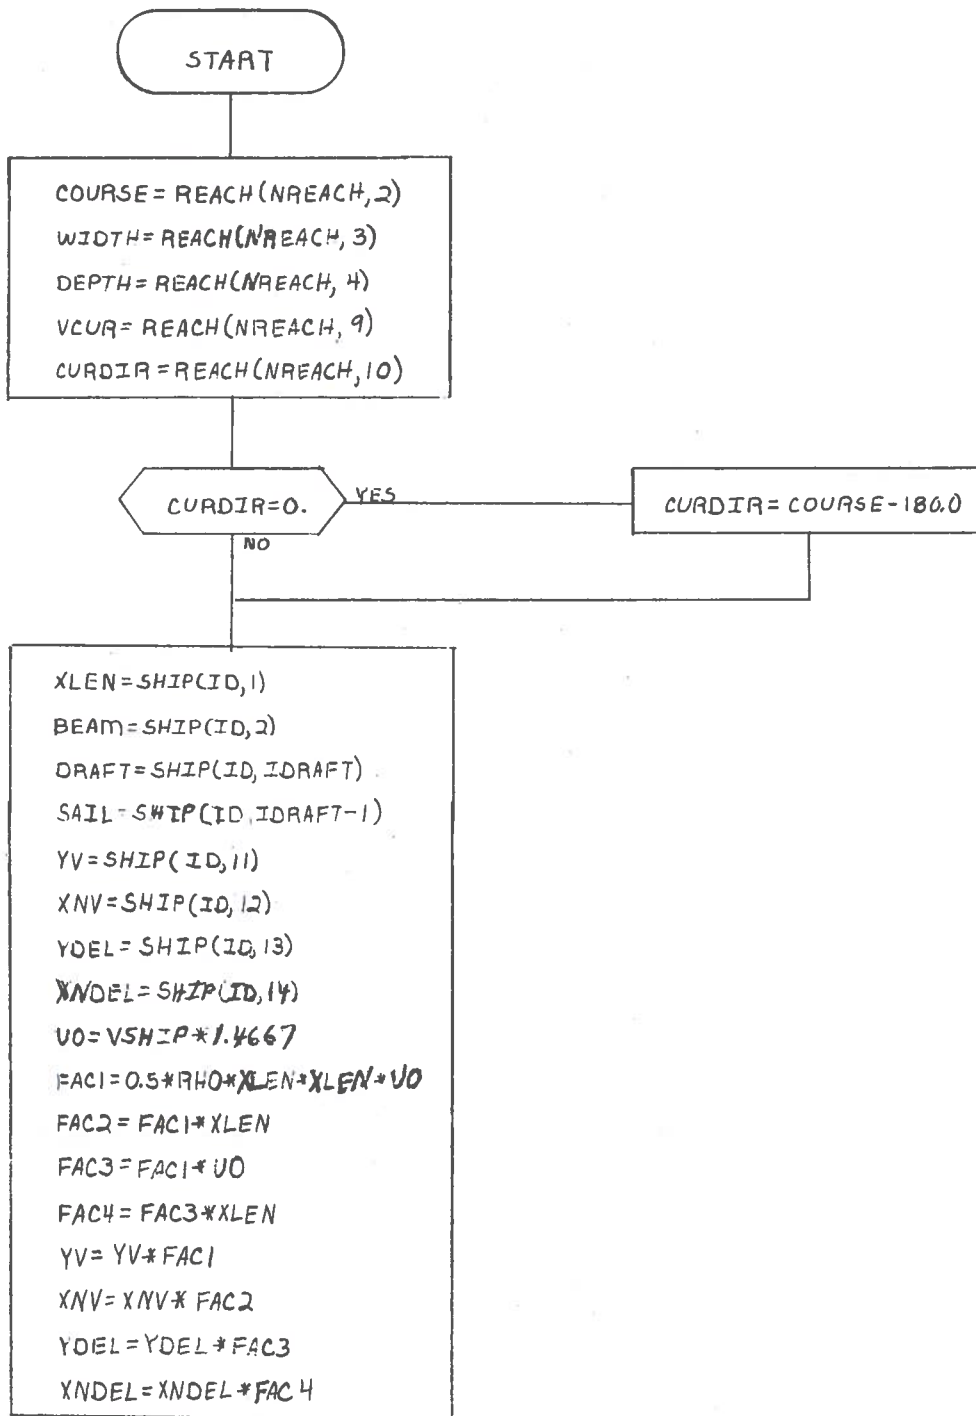 START
COURSE=REACH(NREACH,2)
WIDTH=REACH(NREACH,3)
DEPTH=REACH(NREACH,4)
VCUR=REACH(NREACH,9)
CURDIR=REACH(NREACH,10)
CURDIR=0.
YES
CURDIR=COURSE-180.0
NO
XLEN=SHIP(ID,1)
BEAM=SHIP(ID,2)
DRAFT=SHIP(ID,IDRAFT)
SAIL=SHIP(ID,IDRAFT-1)
YV=SHIP(ID,11)
XNV=SHIP(ID,12)
YDEL=SHIP(ID,13)
XNDEL=SHIP(ID,14)
UO=VSHIP*1.4667
FAC1=0.5*RHO*XLEN*XLEN*UO
FAC2=FAC1*XLEN
FAC3=FAC1*UO
FAC4=FAC3*XLEN
YV=YV*FAC1
XNV=XNV*FAC2
YDEL=YDEL*FAC3
XNDEL=XNDEL*FAC4